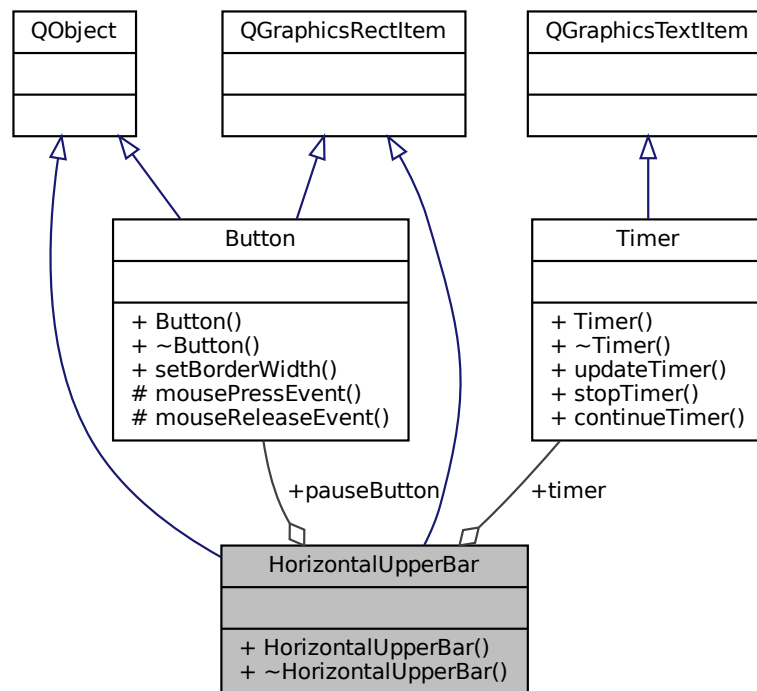 QObject
QGraphicsRectItem
QGraphicsTextItem
Button
+ Button()
+ ~Button()
+ setBorderWidth()
# mousePressEvent()
# mouseReleaseEvent()
Timer
+ Timer()
+ ~Timer()
+ updateTimer()
+ stopTimer()
+ continueTimer()
+pauseButton
+timer
HorizontalUpperBar
+ HorizontalUpperBar()
+ ~HorizontalUpperBar()